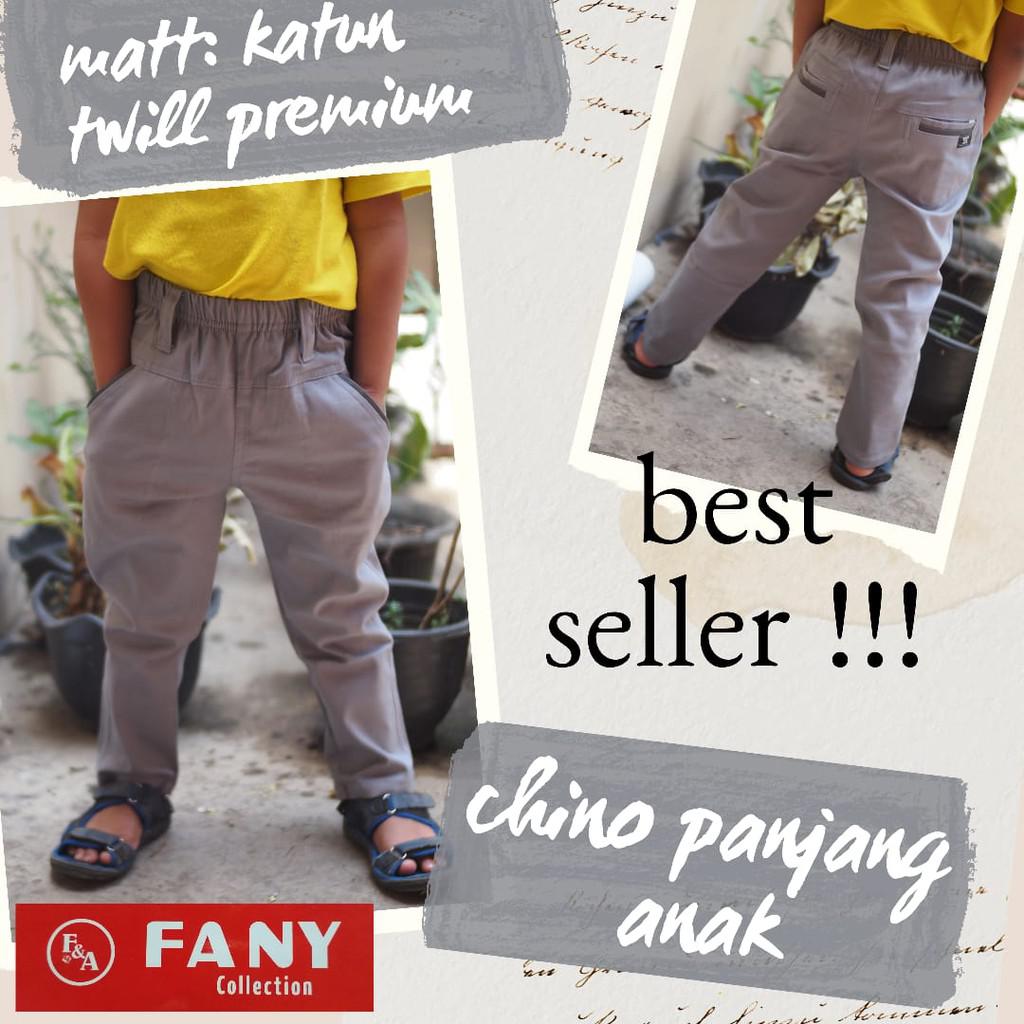 matt: katun
twill premium
best
seller !!!
chino panjang
anak
F&A
FANY
Collection